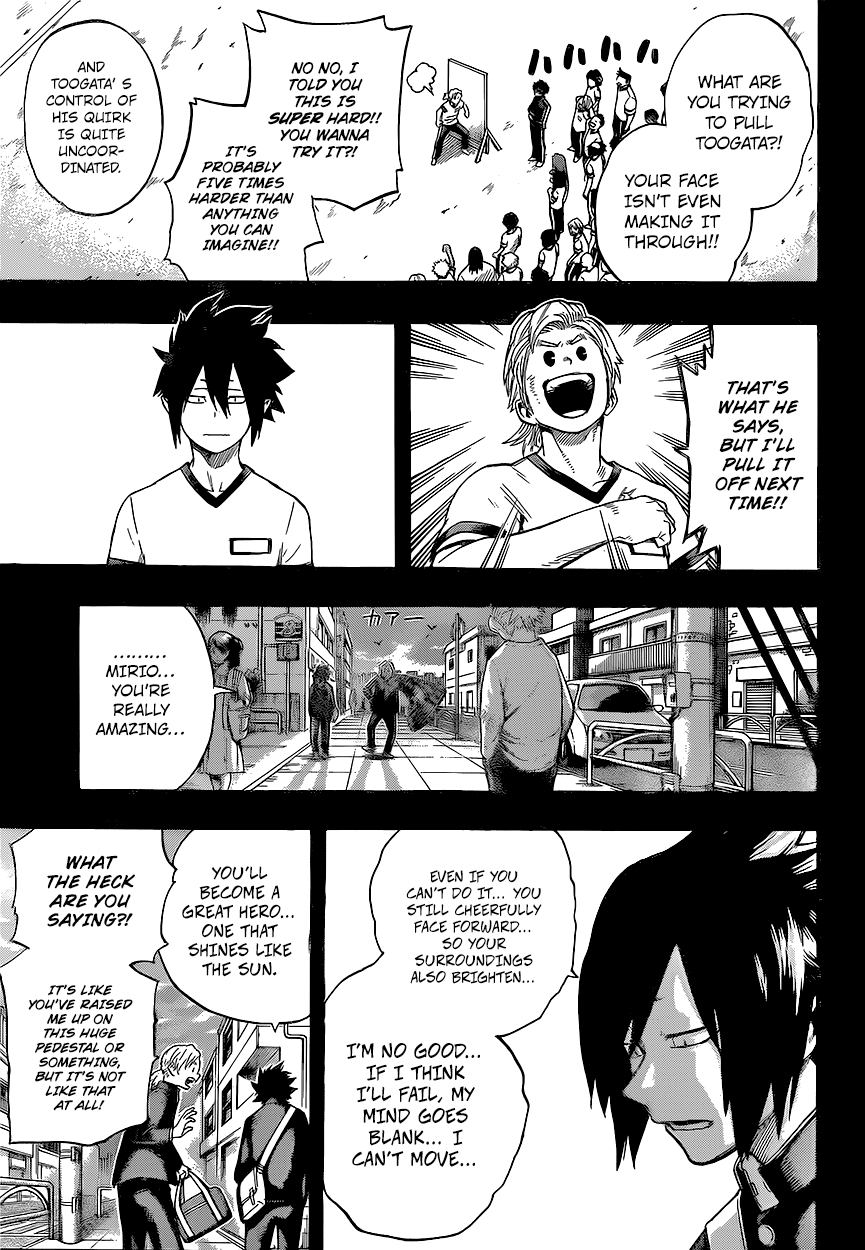 WHAT ARE
YOU TRYING
TO PULL
TOOGATA?!
YOUR FACE
ISN'T EVEN
MAKING IT
THROUGH!!
NO NO, I
TOLD YOU
THIS IS
SUPER HARD!!
YOU WANNA
TRY IT?!
IT'S
PROBABLY
FIVE TIMES
HARDER THAN
ANYTHING
YOU CAN
IMAGINE!!
AND
TOOGATA'S
CONTROL OF
HIS QUIRK
IS QUITE
UNCOOR-
DINATED.
THAT'S
WHAT HE
SAYS,
BUT I'LL
PULL IT
OFF NEXT
TIME!!
カアー
.........
MIRIO...
YOU'RE
REALLY
AMAZING...
EVEN IF YOU
CAN'T DO IT... YOU
STILL CHEERFULLY
FACE FORWARD...
SO YOUR
SURROUNDINGS
ALSO BRIGHTEN...
I'M NO GOOD...
IF I THINK
I'LL FAIL, MY
MIND GOES
BLANK... I
CAN'T MOVE...
YOU'LL
BECOME A
GREAT HERO...
ONE THAT
SHINES LIKE
THE SUN.
WHAT
THE HECK
ARE YOU
SAYING?!
IT'S LIKE
YOU'VE RAISED
ME UP ON
THIS HUGE
PEDESTAL OR
SOMETHING,
BUT IT'S NOT
LIKE THAT
AT ALL!